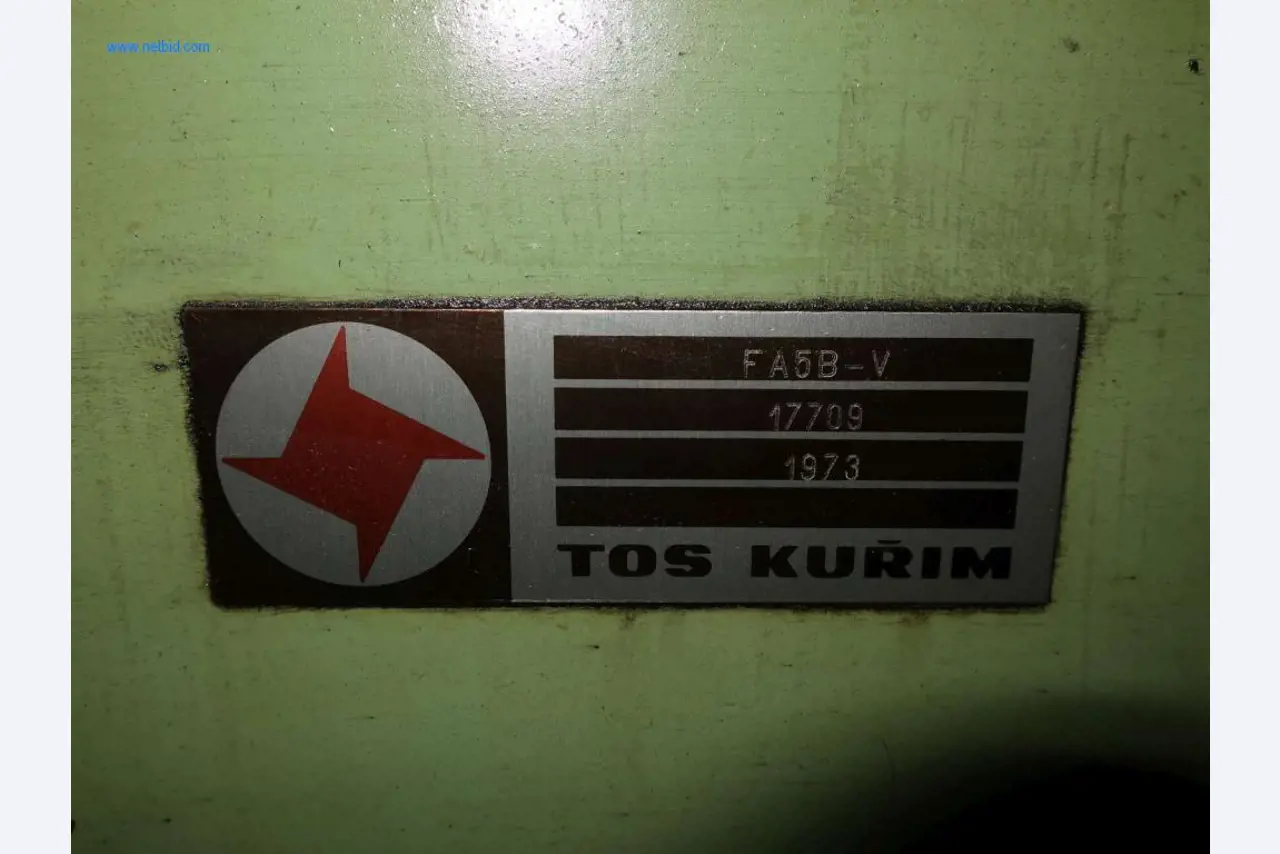 www.netbid.com
FA5B-V
17709
1973
TOS KUŘIM